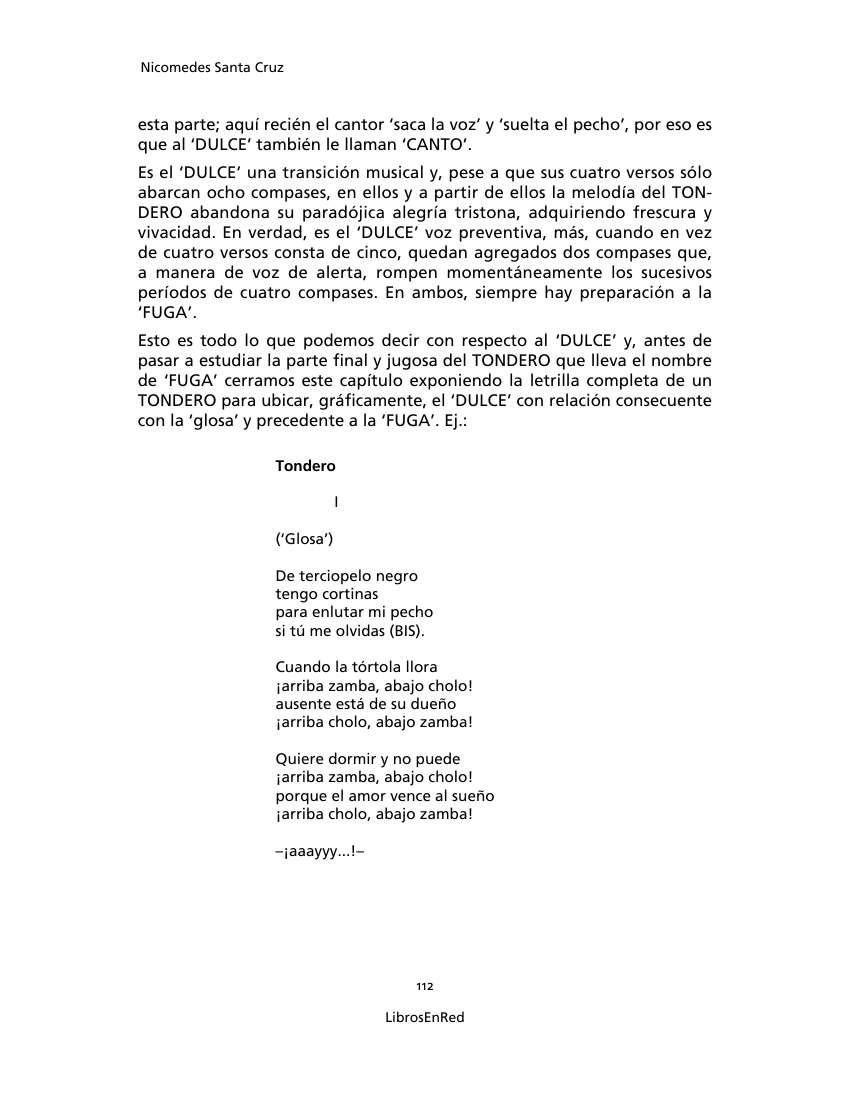 Nicomedes Santa Cruz
esta parte; aquí recién el cantor ‘saca la voz’ y ‘suelta el pecho’, por eso es
que al ‘DULCE’ también le llaman ‘CANTO’.
Es el ‘DULCE’ una transición musical y, pese a que sus cuatro versos sólo
abarcan ocho compases, en ellos y a partir de ellos la melodía del TON-
DERO abandona su paradójica alegría tristona, adquiriendo frescura y
vivacidad. En verdad, es el ‘DULCE’ voz preventiva, más, cuando en vez
de cuatro versos consta de cinco, quedan agregados dos compases que,
a manera de voz de alerta, rompen momentáneamente los sucesivos
períodos de cuatro compases. En ambos, siempre hay preparación a la
‘FUGA’.
Esto es todo lo que podemos decir con respecto al ‘DULCE’ y, antes de
pasar a estudiar la parte final y jugosa del TONDERO que lleva el nombre
de ‘FUGA’ cerramos este capítulo exponiendo la letrilla completa de un
TONDERO para ubicar, gráficamente, el ‘DULCE’ con relación consecuente
con la ‘glosa’ y precedente a la ‘FUGA’. Ej.:
Tondero
I
(‘Glosa’)
De terciopelo negro
tengo cortinas
para enlutar mi pecho
si tú me olvidas (BIS).
Cuando la tórtola llora
¡arriba zamba, abajo cholo!
ausente está de su dueño
¡arriba cholo, abajo zamba!
Quiere dormir y no puede
¡arriba zamba, abajo cholo!
porque el amor vence al sueño
¡arriba cholo, abajo zamba!
–¡aaayyy...!–
112
LibrosEnRed